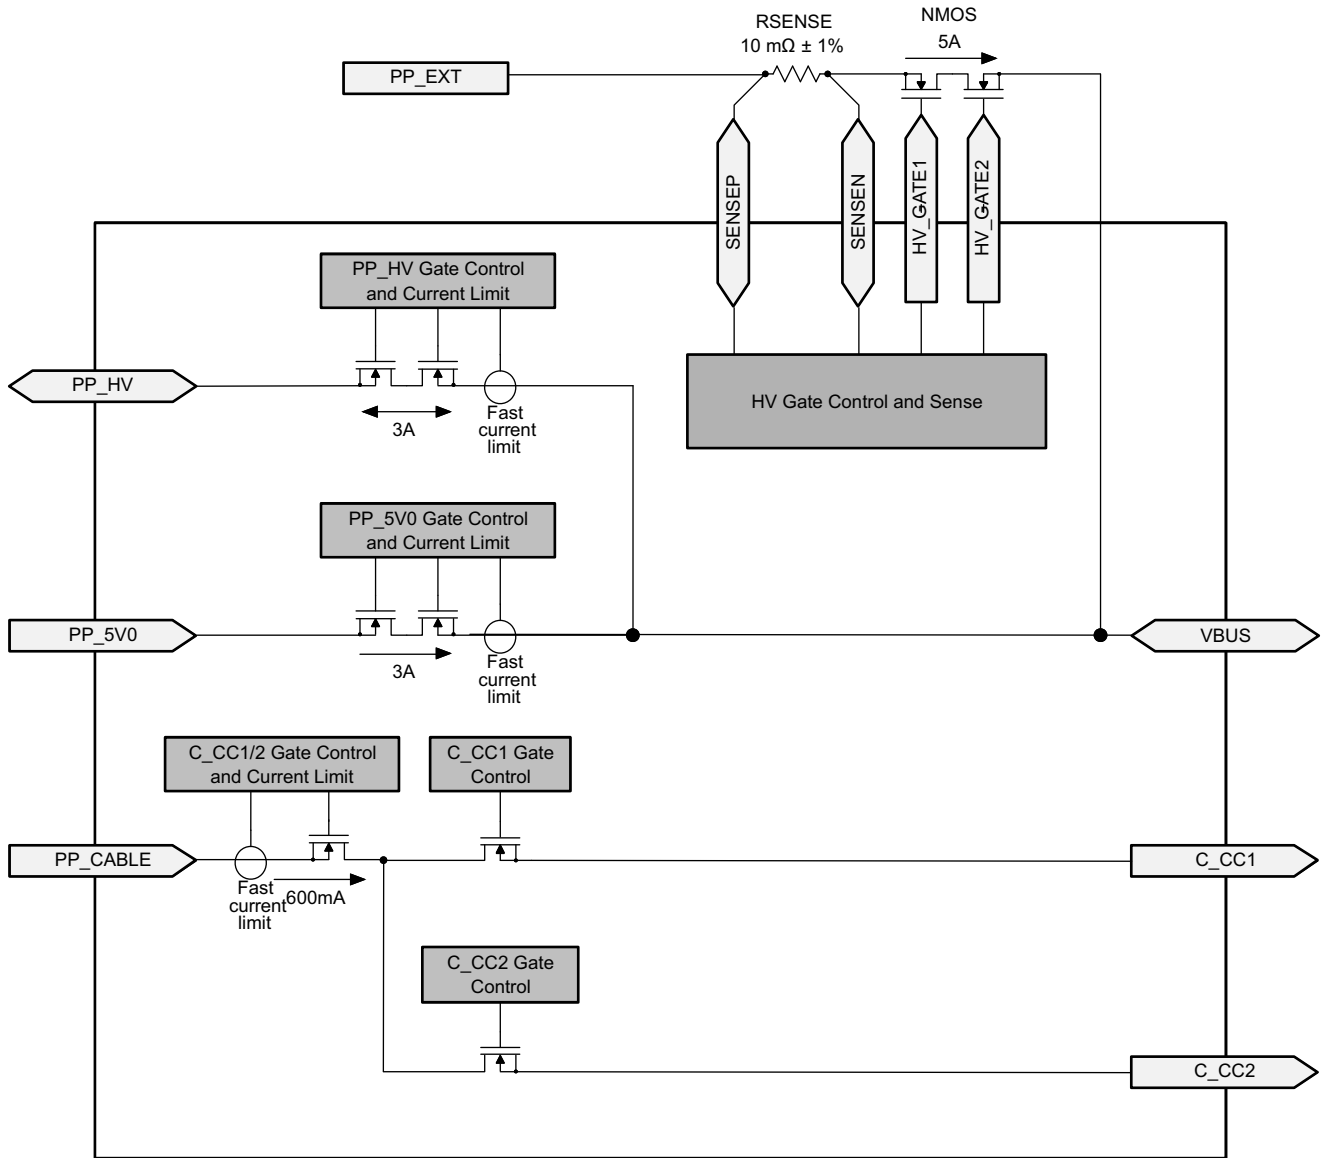 RSENSE
10 mΩ ± 1%
NMOS
5A
PP_EXT
SENSEP
SENSEN
HV_GATE1
HV_GATE2
PP_HV Gate Control
and Current Limit
PP_HV
3A
Fast
current
limit
HV Gate Control and Sense
PP_5V0 Gate Control
and Current Limit
PP_5V0
3A
Fast
current
limit
VBUS
C_CC1/2 Gate Control
and Current Limit
C_CC1 Gate
Control
PP_CABLE
Fast
current
limit
600mA
C_CC1
C_CC2 Gate
Control
C_CC2